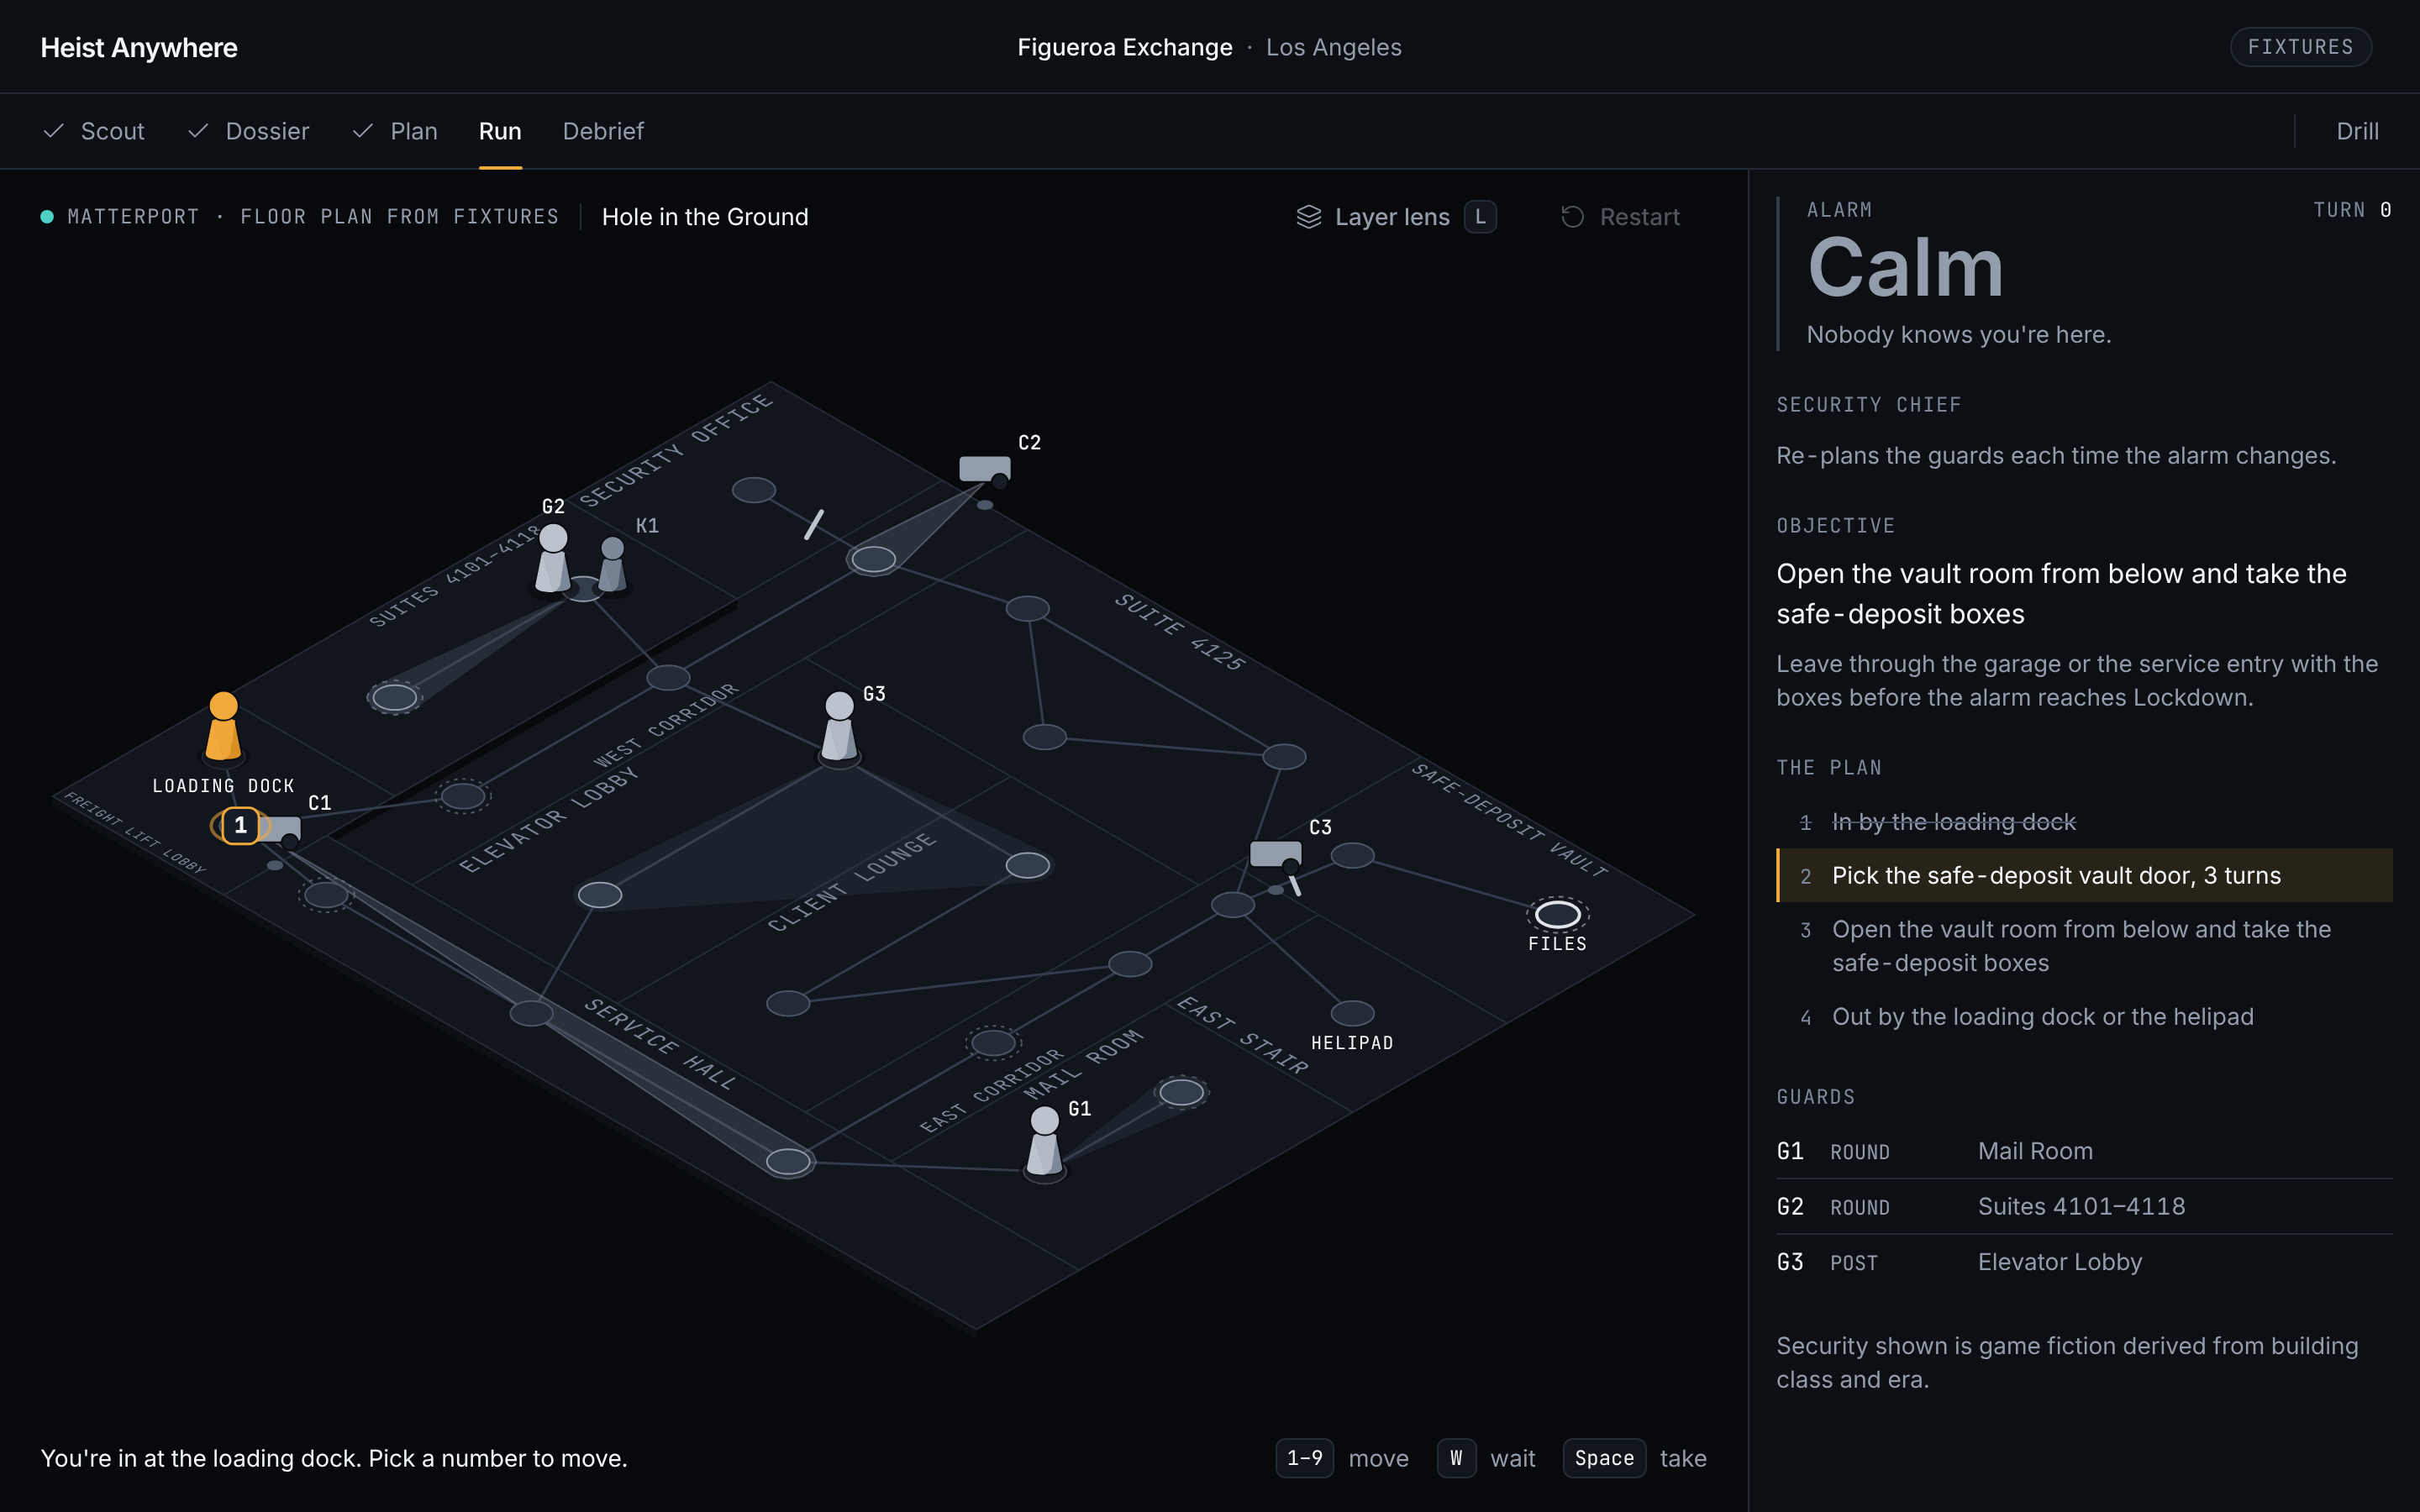 Heist Anywhere
Figueroa Exchange · Los Angeles
FIXTURES
Scout
Dossier
Plan
Run
Debrief
Drill
MATTERPORT · FLOOR PLAN FROM FIXTURES
Hole in the Ground
Layer lens L
Restart
SECURITY OFFICE
C2
G2
K1
SUITES 4101–4118
SUITE 4125
G3
WEST CORRIDOR
LOADING DOCK
FREIGHT LIFT LOBBY
C1
1
ELEVATOR LOBBY
SAFE-DEPOSIT VAULT
C3
CLIENT LOUNGE
FILES
SERVICE HALL
EAST STAIR
HELIPAD
EAST CORRIDOR
MAIL ROOM
G1
You're in at the loading dock. Pick a number to move.
1–9 move W wait Space take
ALARM
TURN 0
Calm
Nobody knows you're here.
SECURITY CHIEF
Re-plans the guards each time the alarm changes.
OBJECTIVE
Open the vault room from below and take the
safe-deposit boxes
Leave through the garage or the service entry with the
boxes before the alarm reaches Lockdown.
THE PLAN
1 In by the loading dock
2 Pick the safe-deposit vault door, 3 turns
3 Open the vault room from below and take the
safe-deposit boxes
4 Out by the loading dock or the helipad
GUARDS
G1 ROUND Mail Room
G2 ROUND Suites 4101–4118
G3 POST Elevator Lobby
Security shown is game fiction derived from building
class and era.